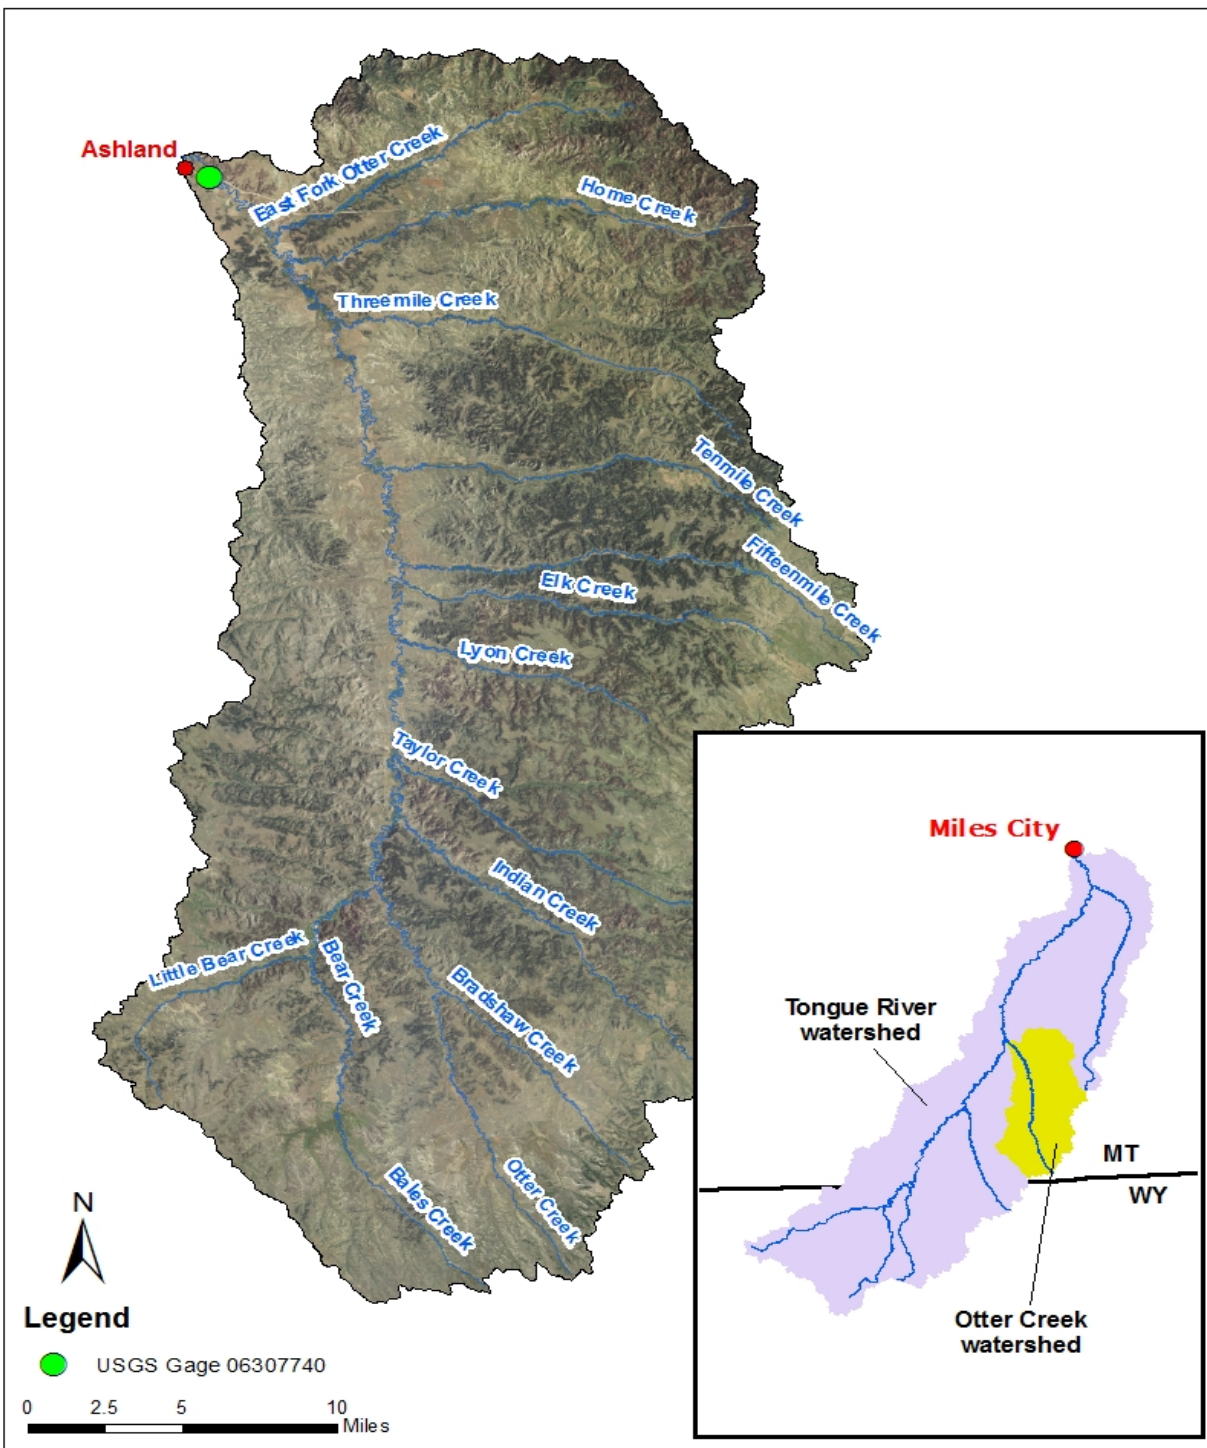 Ashland
East Fork Otter Creek
Home Creek
Threemile Creek
Tenmile Creek
Fifteenmile Creek
Elk Creek
Lyon Creek
Taylor Creek
Indian Creek
Little Bear Creek
Bear Creek
Bradshaw Creek
Bales Creek
Otter Creek
Miles City
Tongue River
watershed
MT
WY
Otter Creek
watershed
N
Legend
USGS Gage 06307740
0 2.5 5 10
Miles